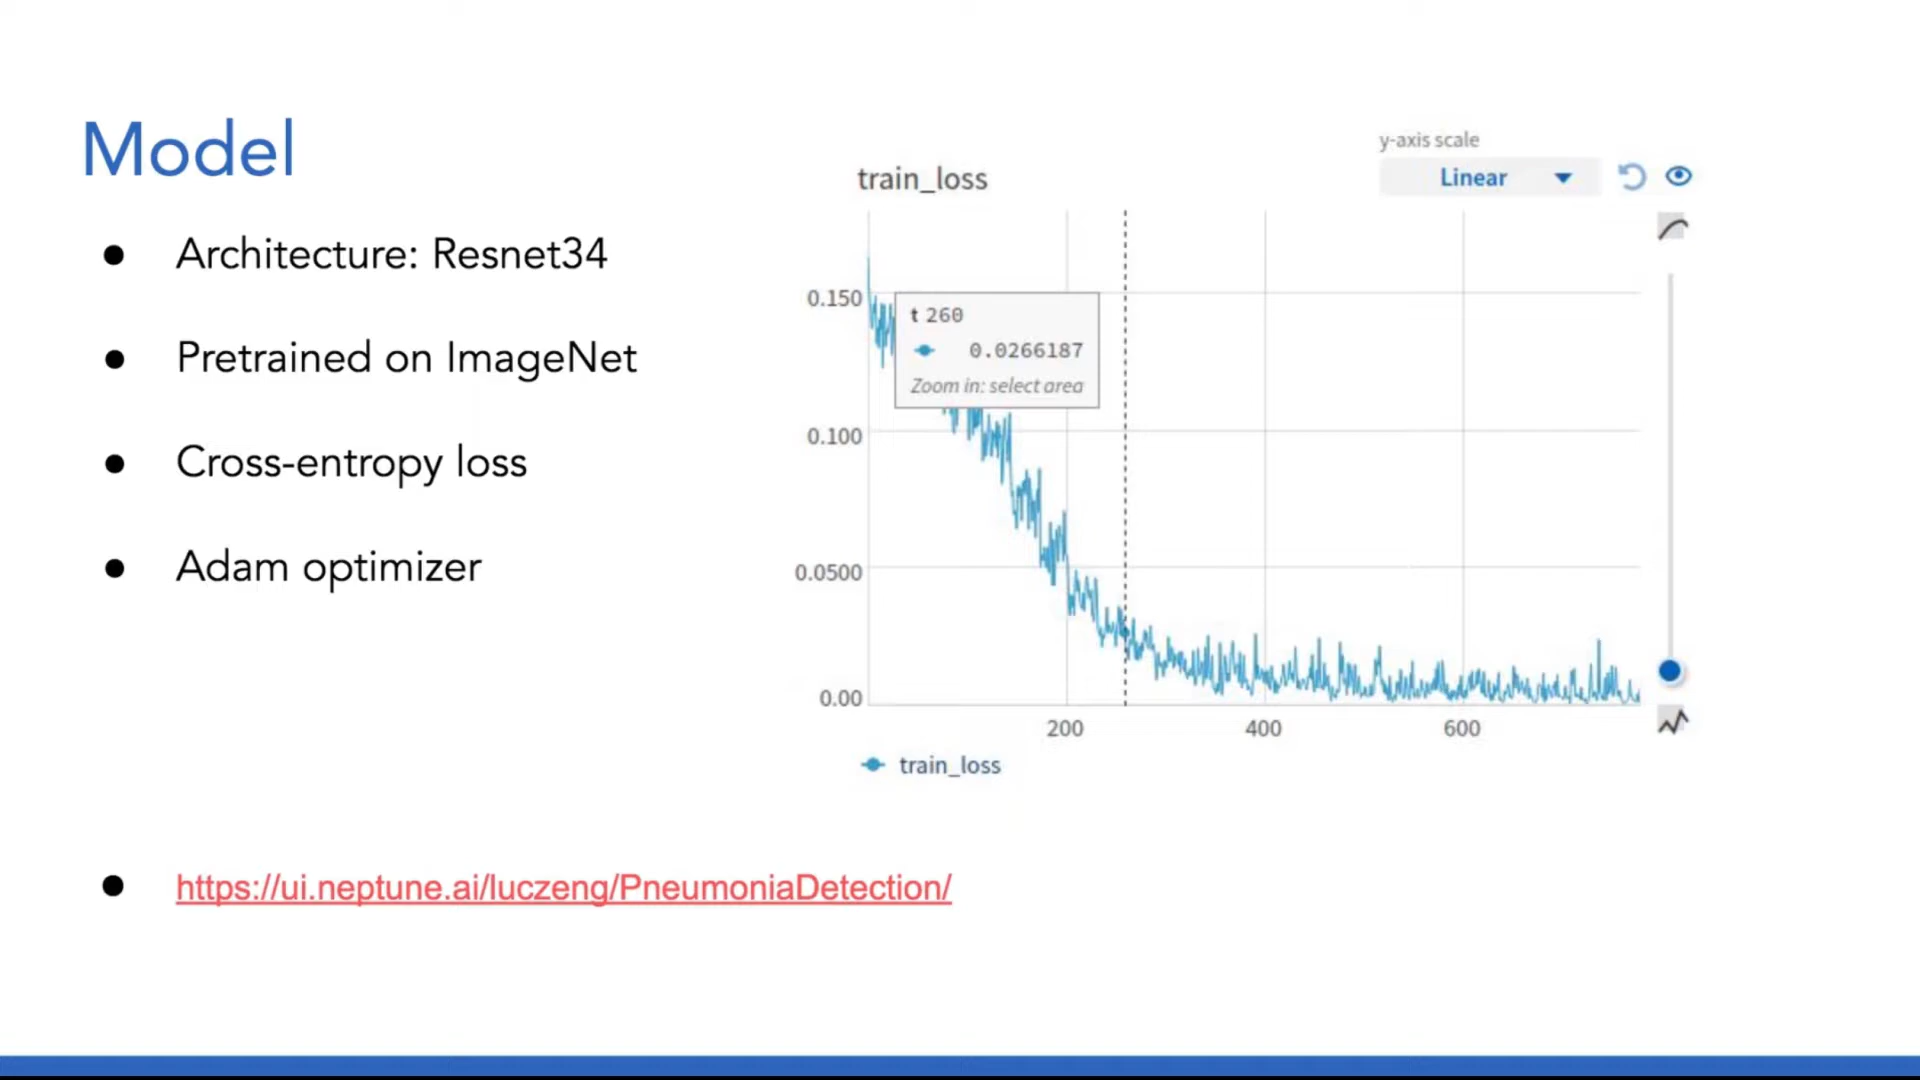 Model
● Architecture: Resnet34
● Pretrained on ImageNet
● Cross-entropy loss
● Adam optimizer
● https://ui.neptune.ai/luczeng/PneumoniaDetection/
y-axis scale
Linear
train_loss
0.150
0.100
0.0500
0.00
t 260
0.0266187
Zoom in: select area
200 400 600
train_loss